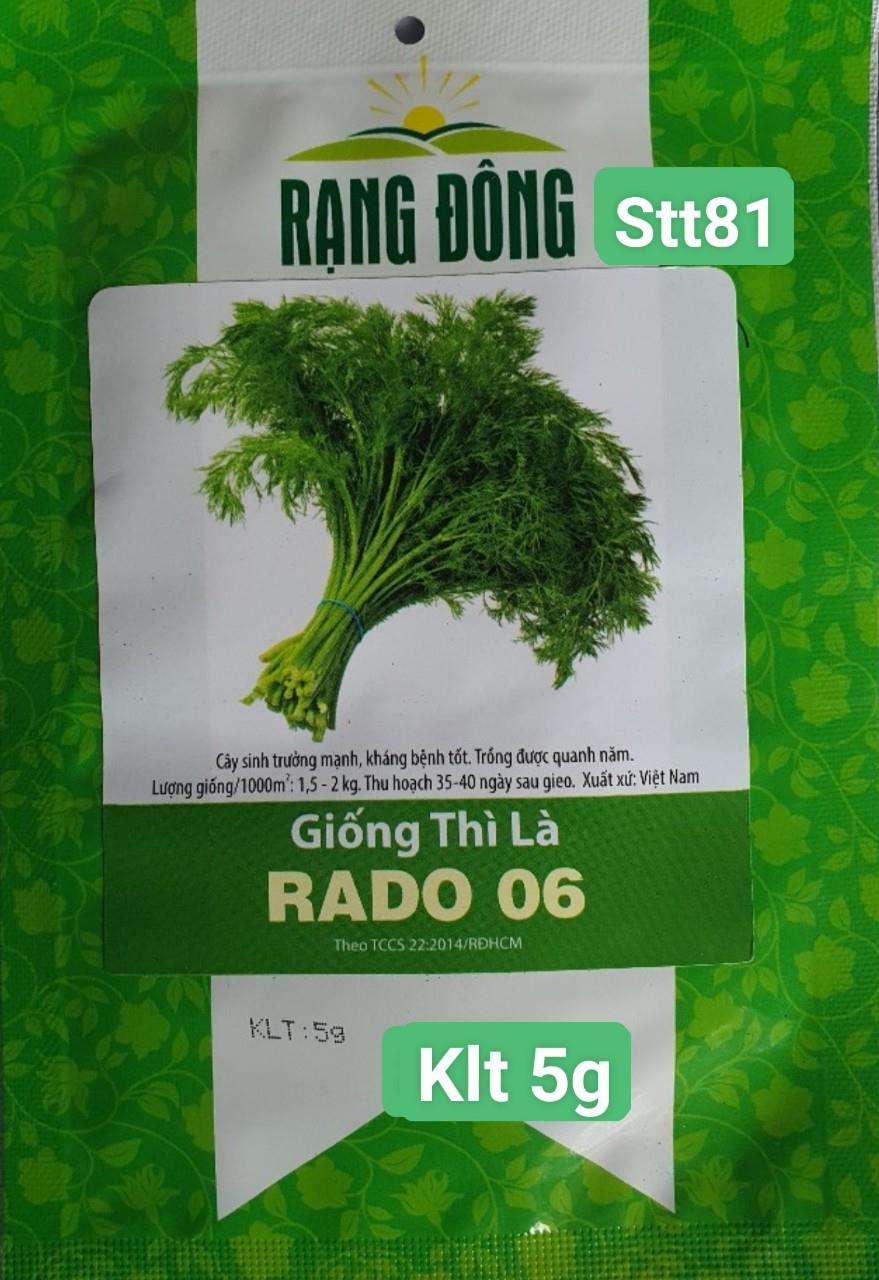 RẠNG ĐÔNG
Stt81
Cây sinh trưởng mạnh, kháng bệnh tốt. Trồng được quanh năm.
Lượng giống/1000m²: 1,5 - 2 kg. Thu hoạch 35-40 ngày sau gieo. Xuất xứ: Việt Nam
Giống Thì Là
RADO 06
Theo TCCS 22:2014/RĐHCM
KLT:5g
Klt 5g